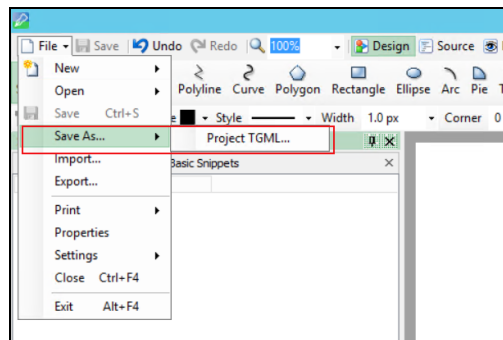 File Save Undo Redo 100% Design Source
New
Polyline Curve Polygon Rectangle Ellipse Arc Pie
Open
Save Ctrl+S
Style Width 1.0 px Corner 0
Save As...
Project TGML...
Import...
Basic Snippets
Export...
Print
Properties
Settings
Close Ctrl+F4
Exit Alt+F4